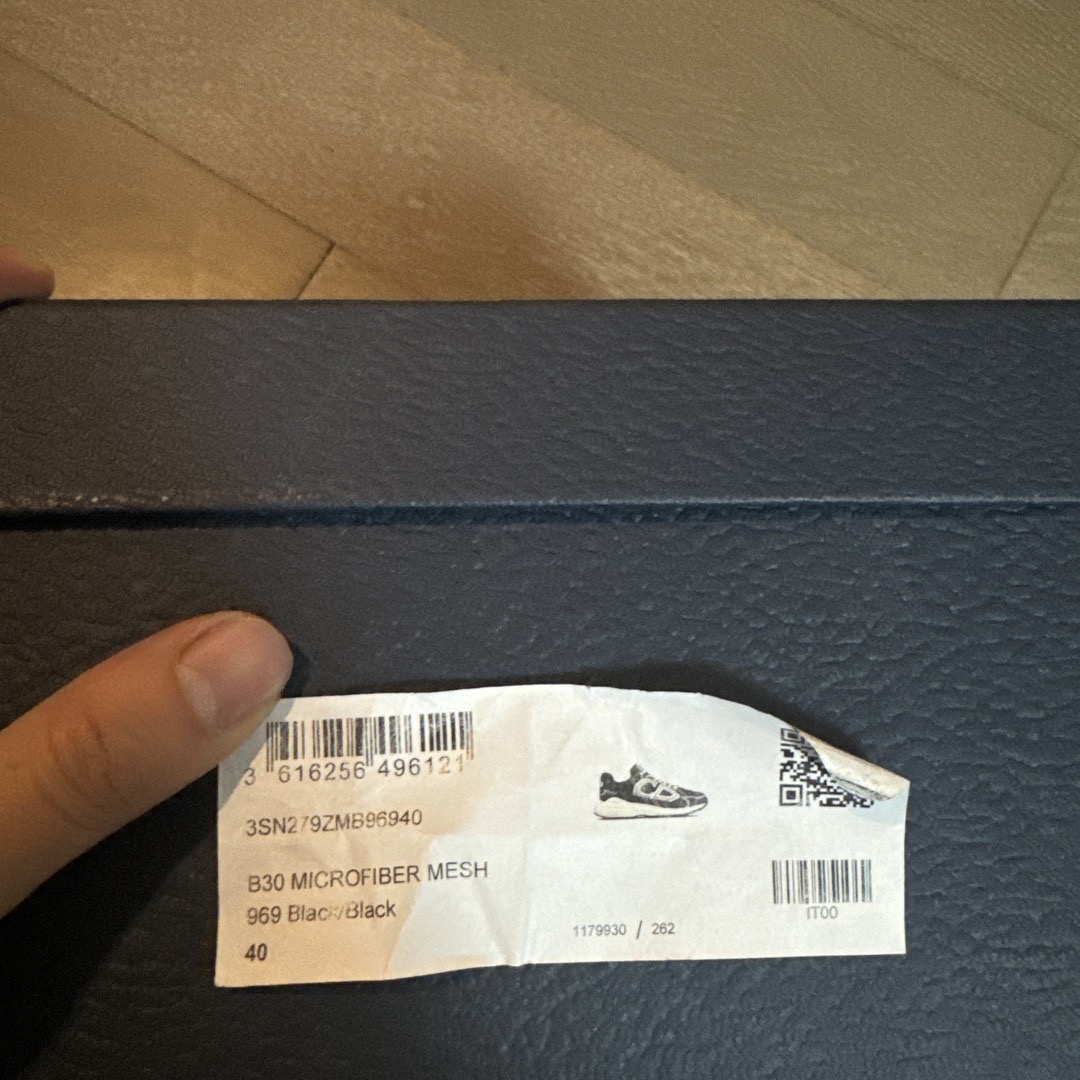 3 616256 496121
3SN279ZMB96940
B30 MICROFIBER MESH
969 Black/Black
40
1179930 / 262
IT00